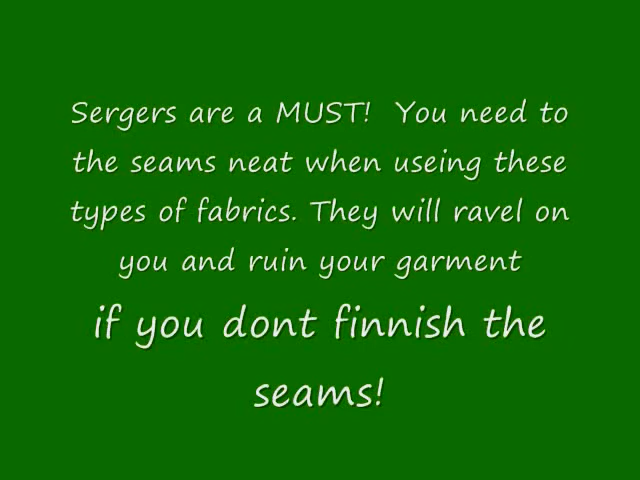 Sergers are a MUST!  You need to
the seams neat when useing these
types of fabrics. They will ravel on
you and ruin your garment
if you dont finnish the
seams!